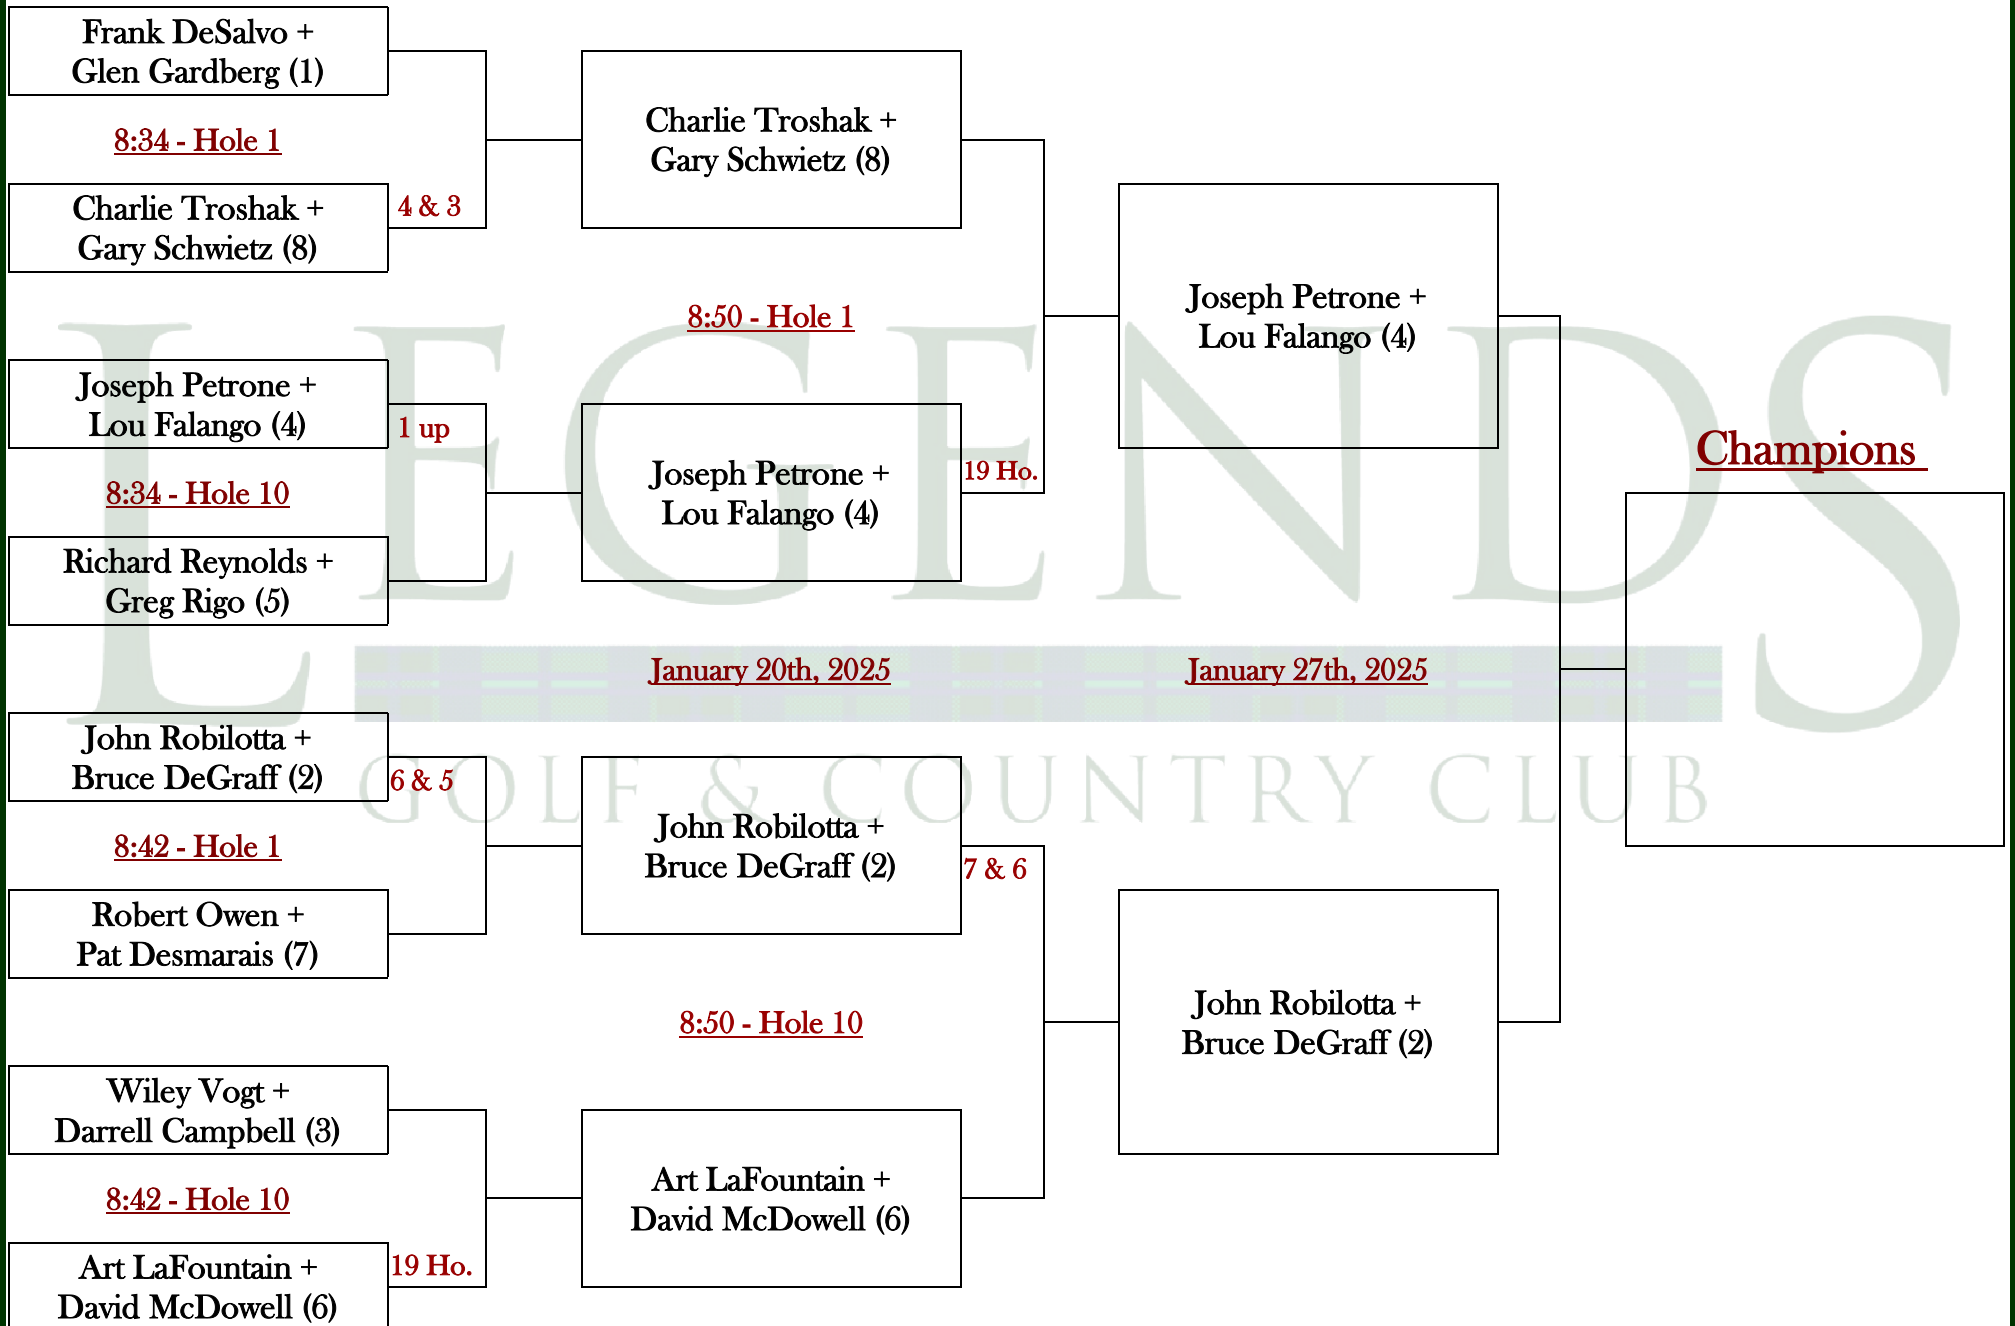 Frank DeSalvo +
Glen Gardberg (1)
8:34 - Hole 1
Charlie Troshak +
Gary Schwietz (8)
4 & 3
Joseph Petrone +
Lou Falango (4)
1 up
8:34 - Hole 10
Richard Reynolds +
Greg Rigo (5)
John Robilotta +
Bruce DeGraff (2)
6 & 5
8:42 - Hole 1
Robert Owen +
Pat Desmarais (7)
Wiley Vogt +
Darrell Campbell (3)
8:42 - Hole 10
Art LaFountain +
David McDowell (6)
19 Ho.
Charlie Troshak +
Gary Schwietz (8)
8:50 - Hole 1
Joseph Petrone +
Lou Falango (4)
19 Ho.
January 20th, 2025
John Robilotta +
Bruce DeGraff (2)
7 & 6
8:50 - Hole 10
Art LaFountain +
David McDowell (6)
Joseph Petrone +
Lou Falango (4)
January 27th, 2025
John Robilotta +
Bruce DeGraff (2)
Champions
LEGENDS
GOLF & COUNTRY CLUB